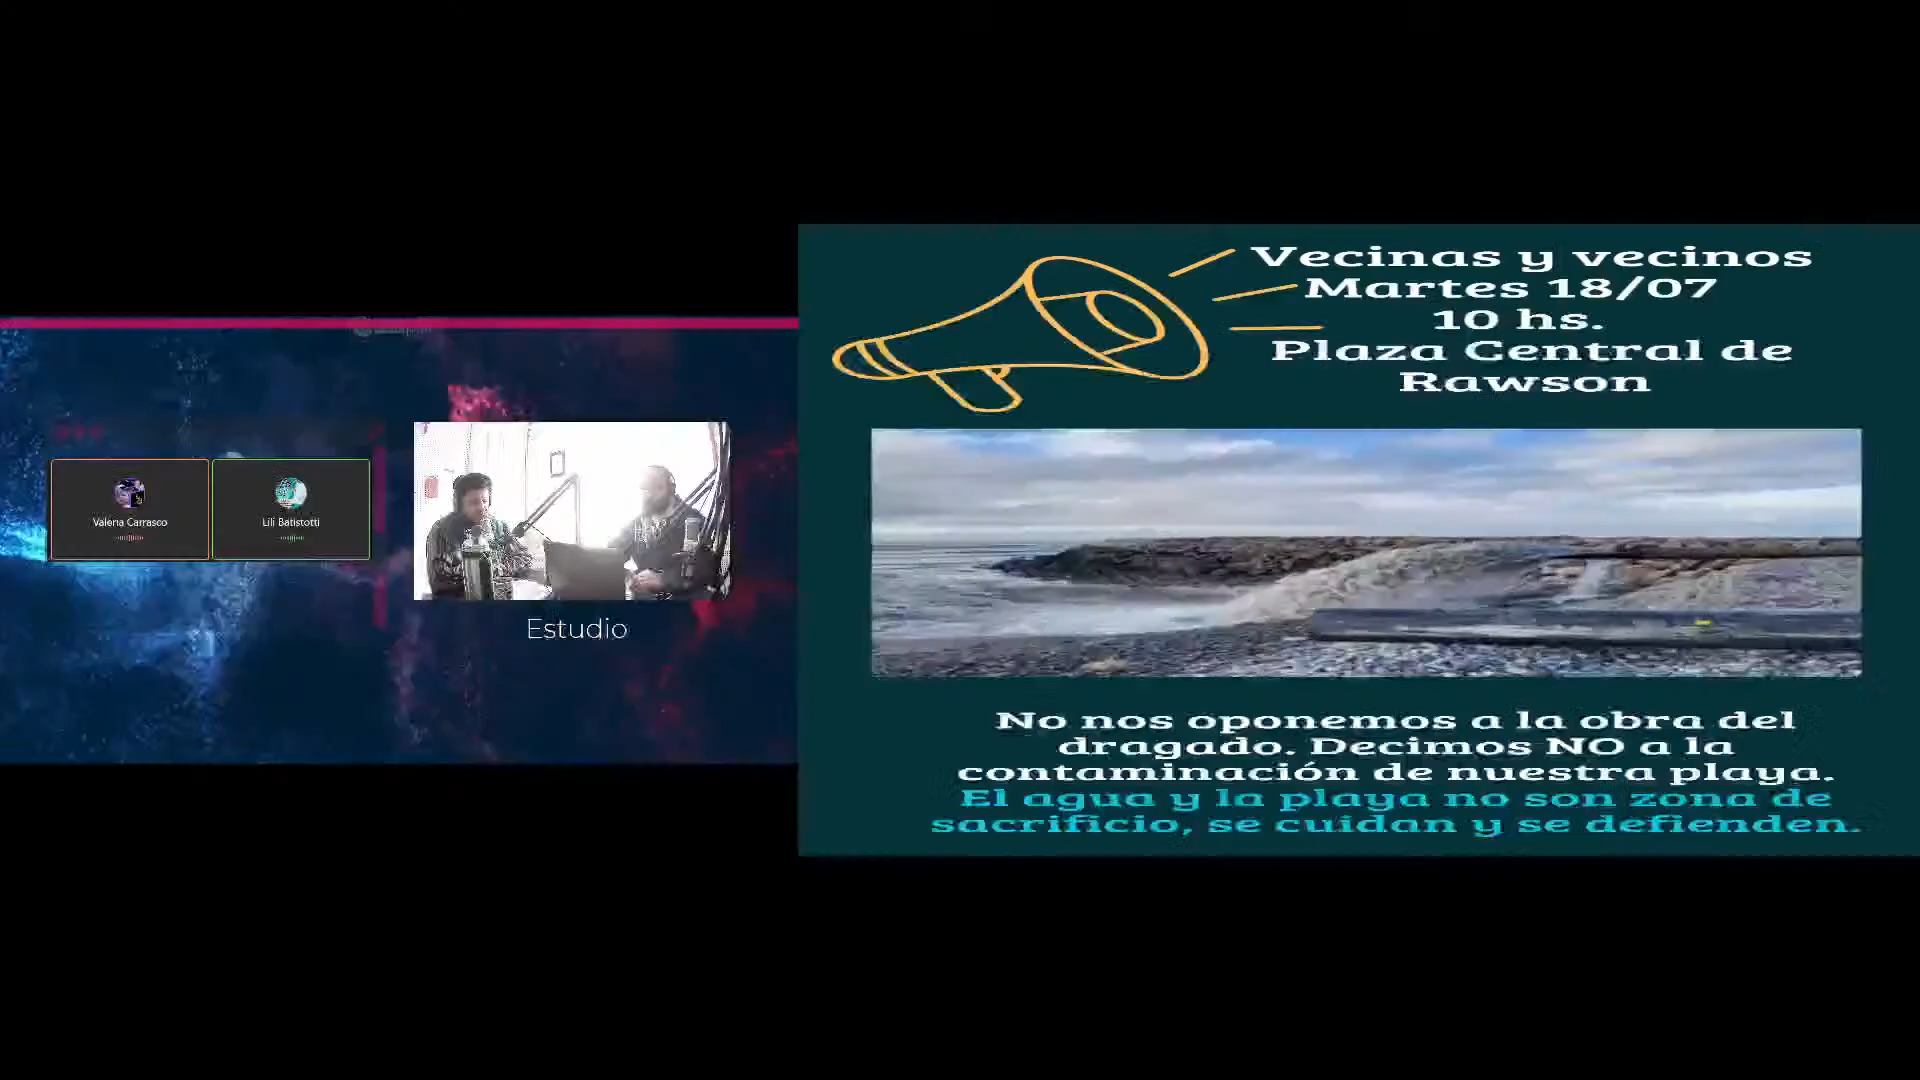 Valeria Carrasco
Lili Batistotti
Estudio
Vecinas y vecinos
Martes 18/07
10 hs.
Plaza Central de
Rawson
No nos oponemos a la obra del
dragado. Decimos NO a la
contaminación de nuestra playa.
El agua y la playa no son zona de
sacrificio, se cuidan y se defienden.